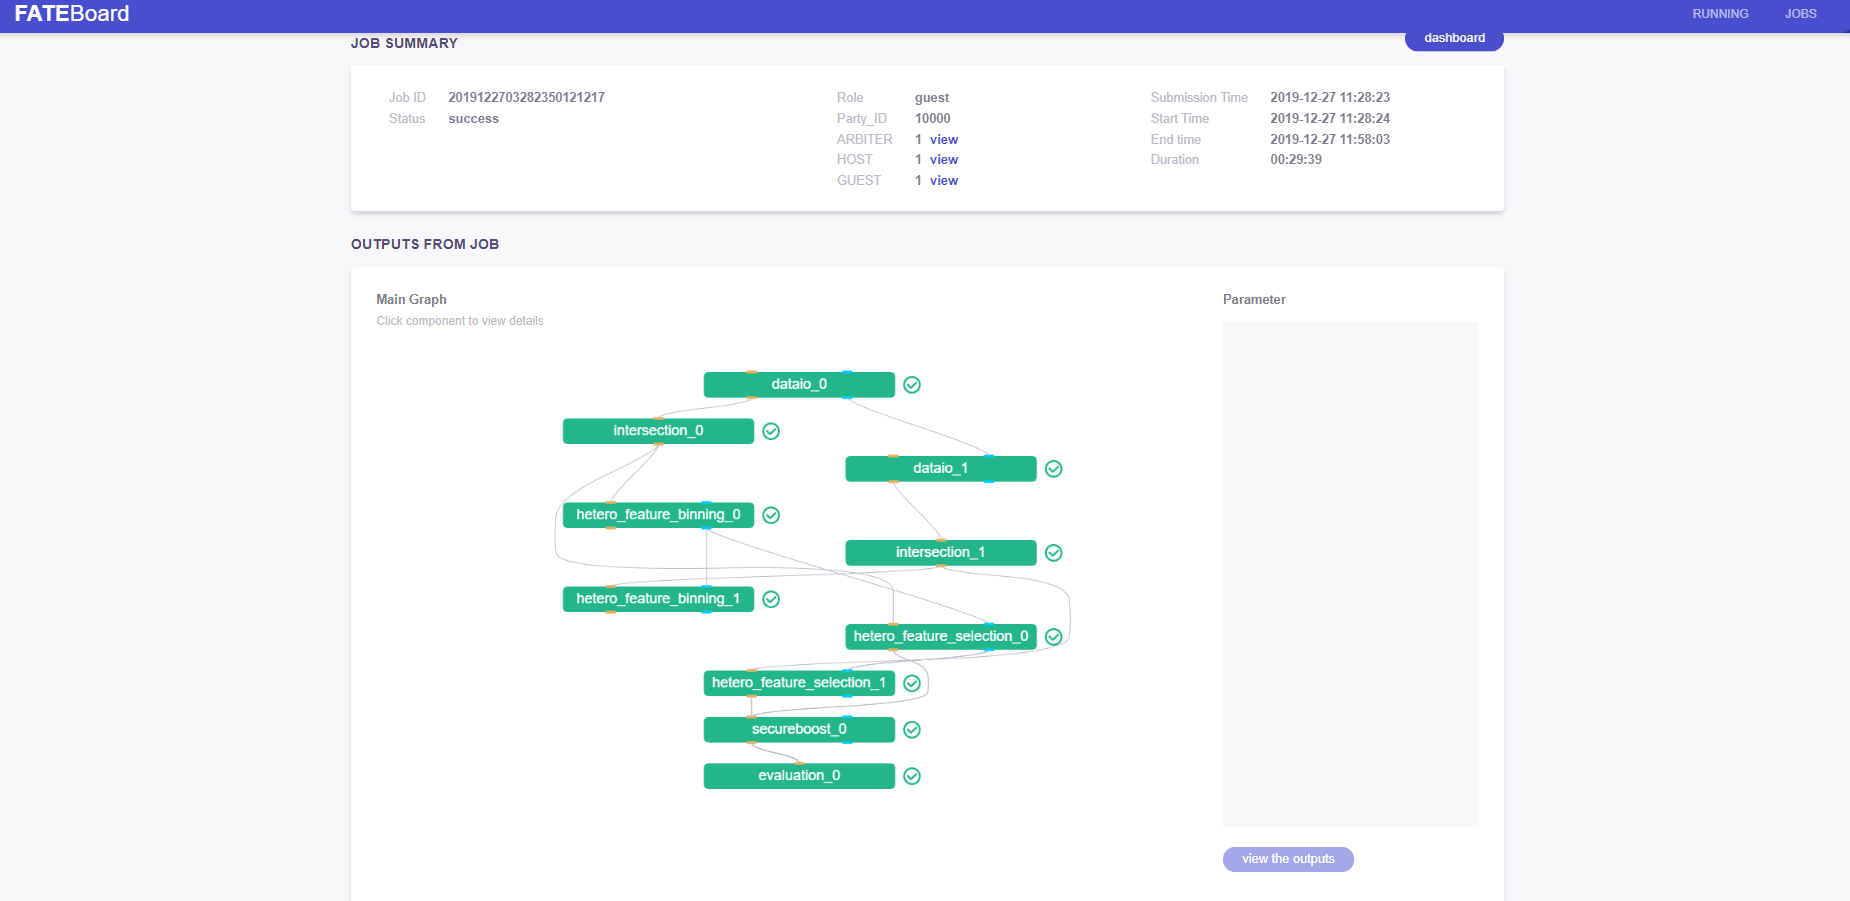 FATEBoard
RUNNING JOBS
JOB SUMMARY
dashboard
Job ID 2019122703282350121217
Status success
Role guest
Party_ID 10000
ARBITER 1 view
HOST 1 view
GUEST 1 view
Submission Time 2019-12-27 11:28:23
Start Time 2019-12-27 11:28:24
End time 2019-12-27 11:58:03
Duration 00:29:39
OUTPUTS FROM JOB
Main Graph
Click component to view details
Parameter
dataio_0
intersection_0
dataio_1
hetero_feature_binning_0
intersection_1
hetero_feature_binning_1
hetero_feature_selection_0
hetero_feature_selection_1
secureboost_0
evaluation_0
view the outputs